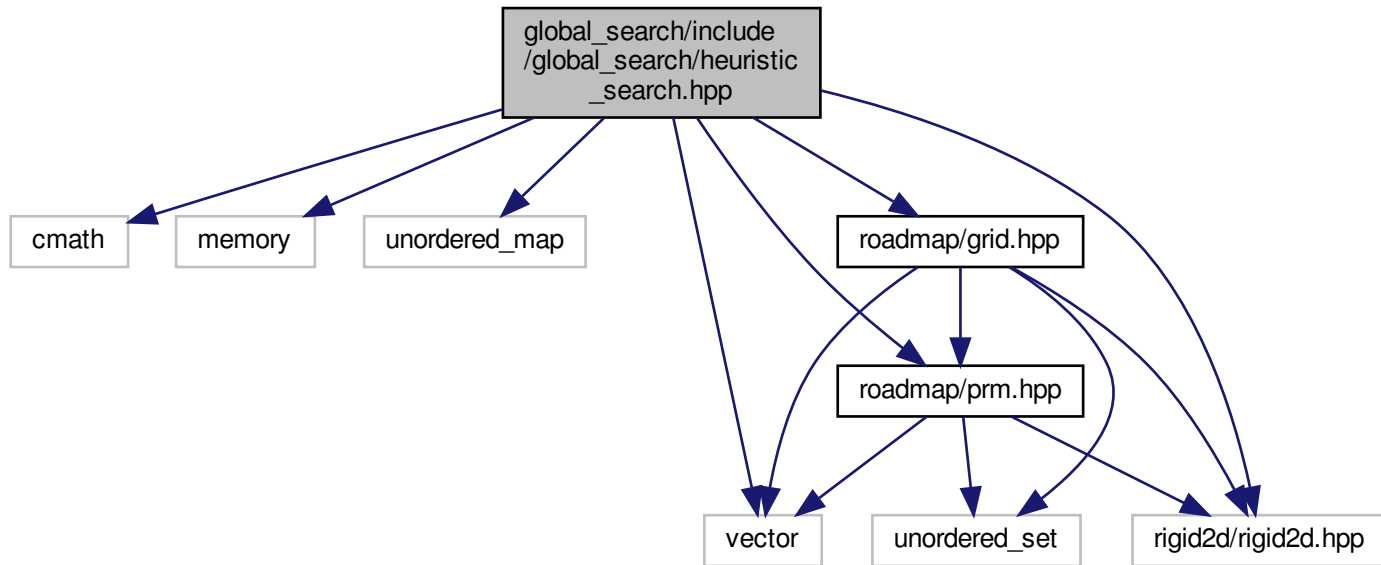 global_search/include
/global_search/heuristic
_search.hpp
cmath
memory
unordered_map
roadmap/grid.hpp
roadmap/prm.hpp
vector
unordered_set
rigid2d/rigid2d.hpp